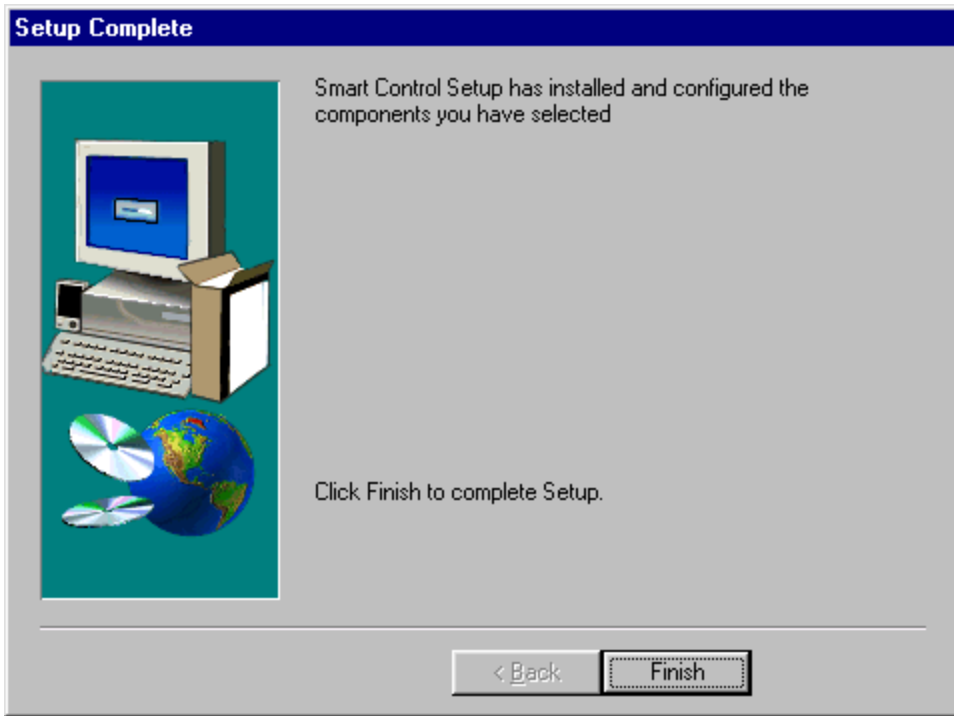 Setup Complete
Smart Control Setup has installed and configured the
components you have selected
Click Finish to complete Setup.
< Back
Finish